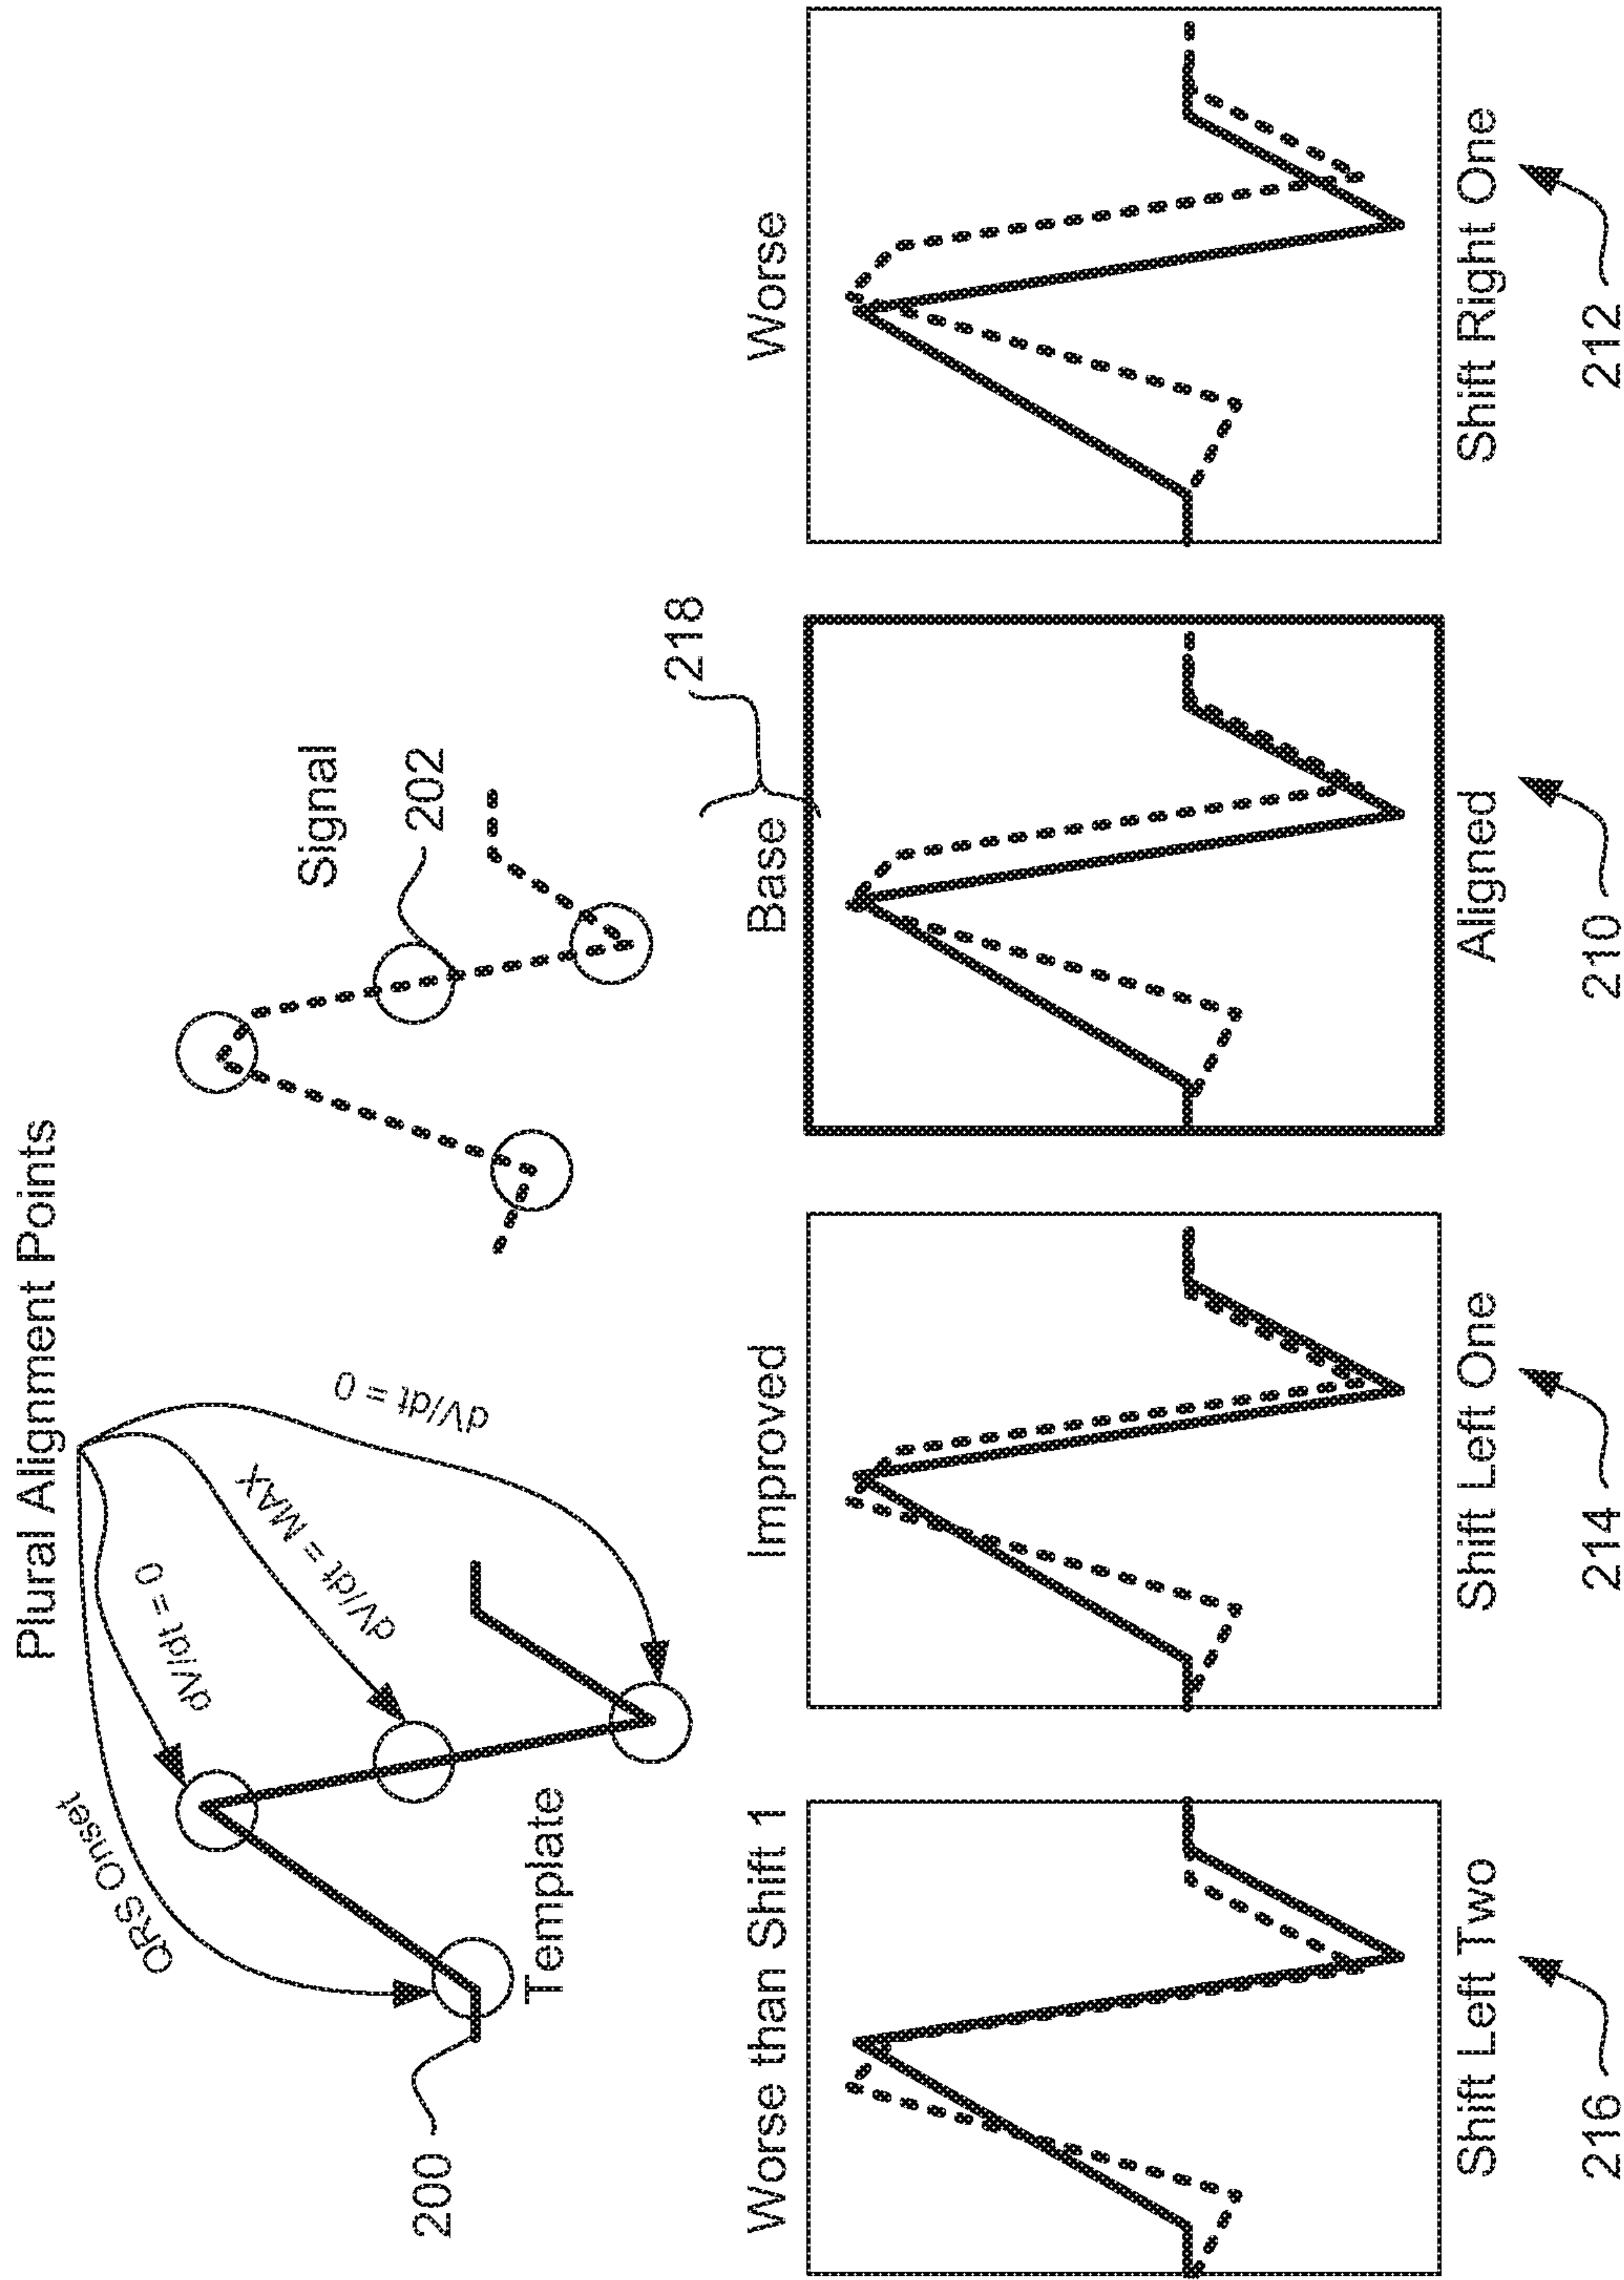 Plural Alignment Points
QRS Onset
dV/dt = 0
dV/dt = MAX
dV/dt = 0
200
Template
Signal
202
Worse than Shift 1
Improved
Base
218
Worse
Shift Left Two
Shift Left One
Aligned
Shift Right One
216
214
210
212